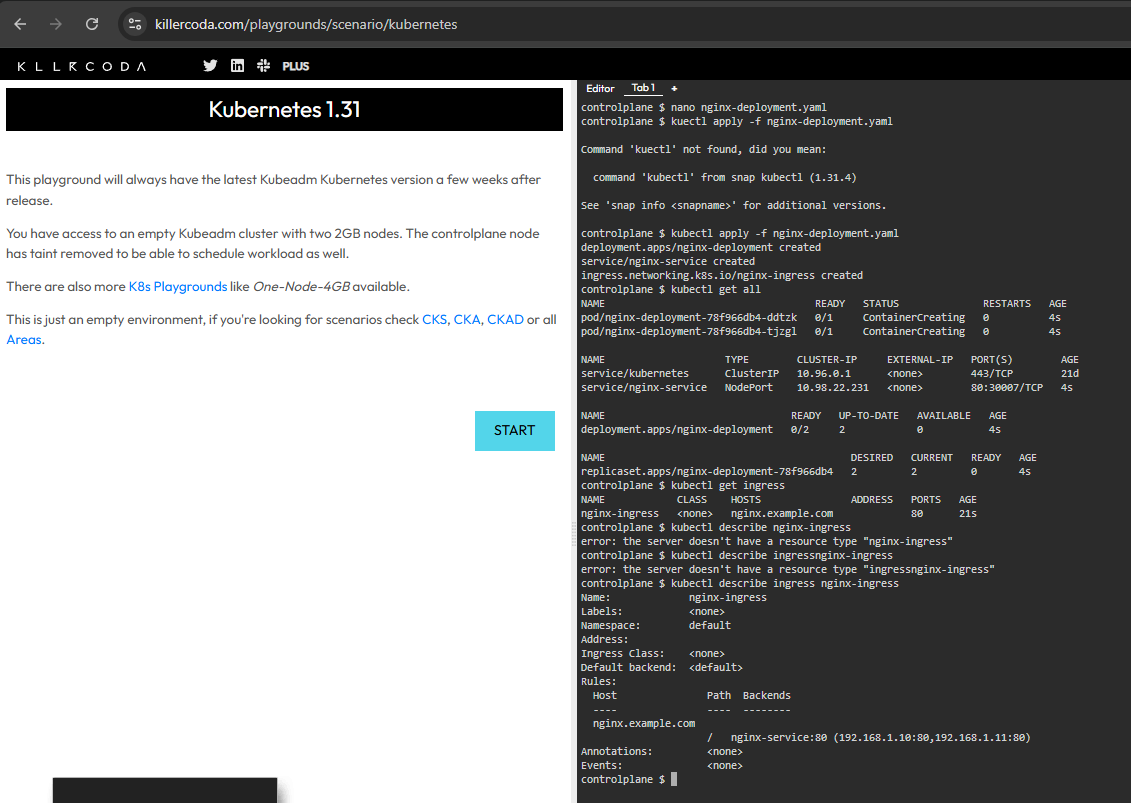 killercoda.com/playgrounds/scenario/kubernetes
KLLRCODA PLUS
Kubernetes 1.31
This playground will always have the latest Kubeadm Kubernetes version a few weeks after
release.
You have access to an empty Kubeadm cluster with two 2GB nodes. The controlplane node
has taint removed to be able to schedule workload as well.
There are also more K8s Playgrounds like One-Node-4GB available.
This is just an empty environment, if you're looking for scenarios check CKS, CKA, CKAD or all
Areas.
START
Editor Tab 1 +
controlplane $ nano nginx-deployment.yaml
controlplane $ kuectl apply -f nginx-deployment.yaml
Command 'kuectl' not found, did you mean:
command 'kubectl' from snap kubectl (1.31.4)
See 'snap info <snapname>' for additional versions.
controlplane $ kubectl apply -f nginx-deployment.yaml
deployment.apps/nginx-deployment created
service/nginx-service created
ingress.networking.k8s.io/nginx-ingress created
controlplane $ kubectl get all
NAME READY STATUS RESTARTS AGE
pod/nginx-deployment-78f966db4-ddtzk 0/1 ContainerCreating 0 4s
pod/nginx-deployment-78f966db4-tjzgl 0/1 ContainerCreating 0 4s
NAME TYPE CLUSTER-IP EXTERNAL-IP PORT(S) AGE
service/kubernetes ClusterIP 10.96.0.1 <none> 443/TCP 21d
service/nginx-service NodePort 10.98.22.231 <none> 80:30007/TCP 4s
NAME READY UP-TO-DATE AVAILABLE AGE
deployment.apps/nginx-deployment 0/2 2 0 4s
NAME DESIRED CURRENT READY AGE
replicaset.apps/nginx-deployment-78f966db4 2 2 0 4s
controlplane $ kubectl get ingress
NAME CLASS HOSTS ADDRESS PORTS AGE
nginx-ingress <none> nginx.example.com 80 21s
controlplane $ kubectl describe nginx-ingress
error: the server doesn't have a resource type "nginx-ingress"
controlplane $ kubectl describe ingressnginx-ingress
error: the server doesn't have a resource type "ingressnginx-ingress"
controlplane $ kubectl describe ingress nginx-ingress
Name: nginx-ingress
Labels: <none>
Namespace: default
Address:
Ingress Class: <none>
Default backend: <default>
Rules:
Host Path Backends
---- ---- --------
nginx.example.com
/ nginx-service:80 (192.168.1.10:80,192.168.1.11:80)
Annotations: <none>
Events: <none>
controlplane $